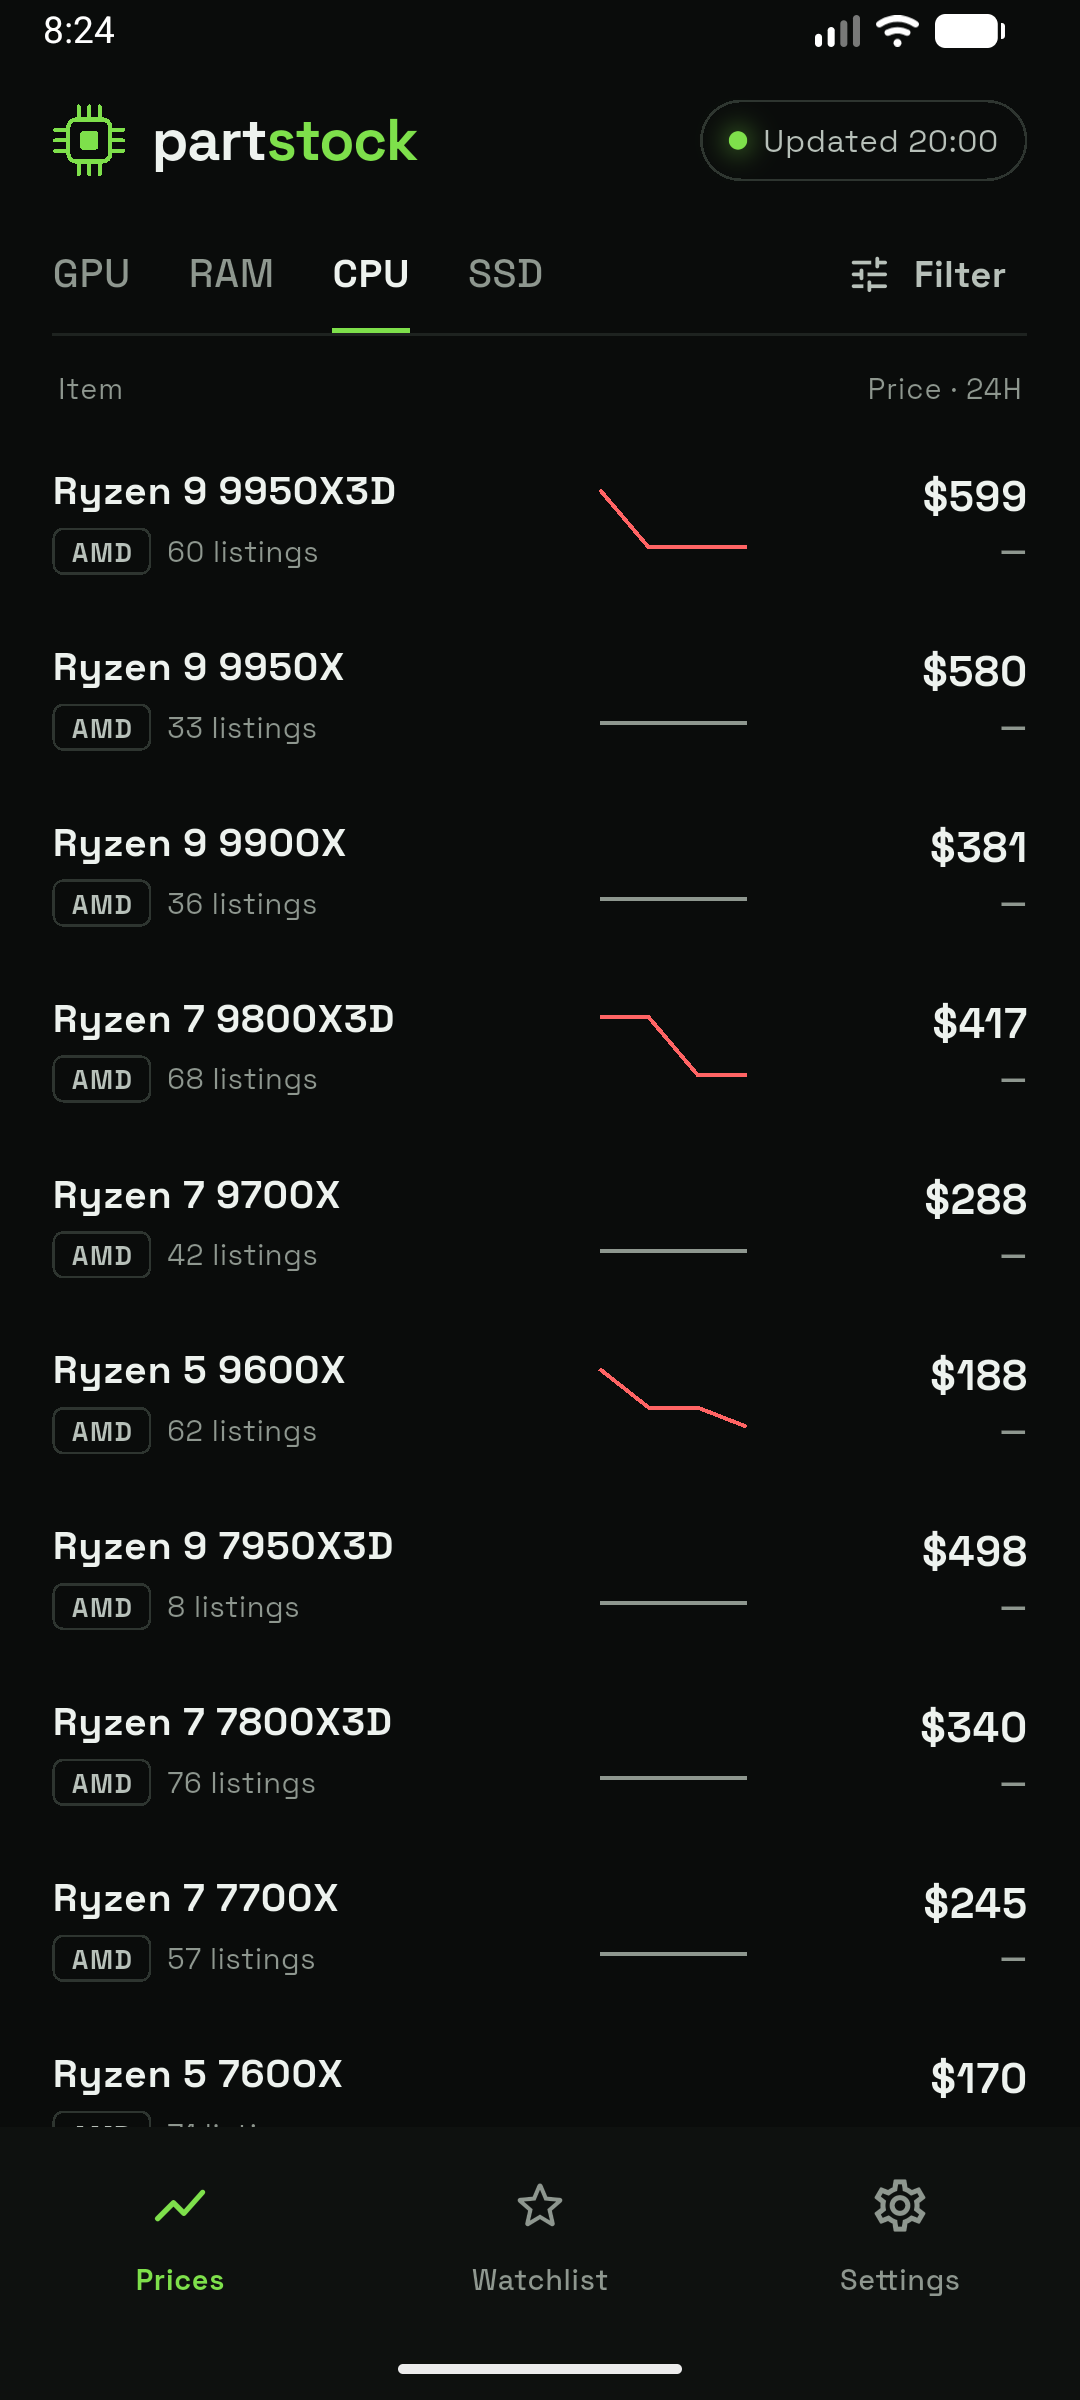 8:24
partstock
Updated 20:00
GPU RAM CPU SSD Filter
Item Price · 24H
Ryzen 9 9950X3D $599
AMD 60 listings —
Ryzen 9 9950X $580
AMD 33 listings —
Ryzen 9 9900X $381
AMD 36 listings —
Ryzen 7 9800X3D $417
AMD 68 listings —
Ryzen 7 9700X $288
AMD 42 listings —
Ryzen 5 9600X $188
AMD 62 listings —
Ryzen 9 7950X3D $498
AMD 8 listings —
Ryzen 7 7800X3D $340
AMD 76 listings —
Ryzen 7 7700X $245
AMD 57 listings —
Ryzen 5 7600X $170
Prices Watchlist Settings